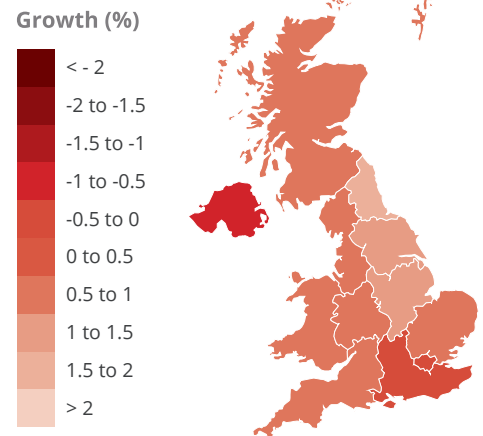 Growth (%)
< - 2
-2 to -1.5
-1.5 to -1
-1 to -0.5
-0.5 to 0
0 to 0.5
0.5 to 1
1 to 1.5
1.5 to 2
> 2